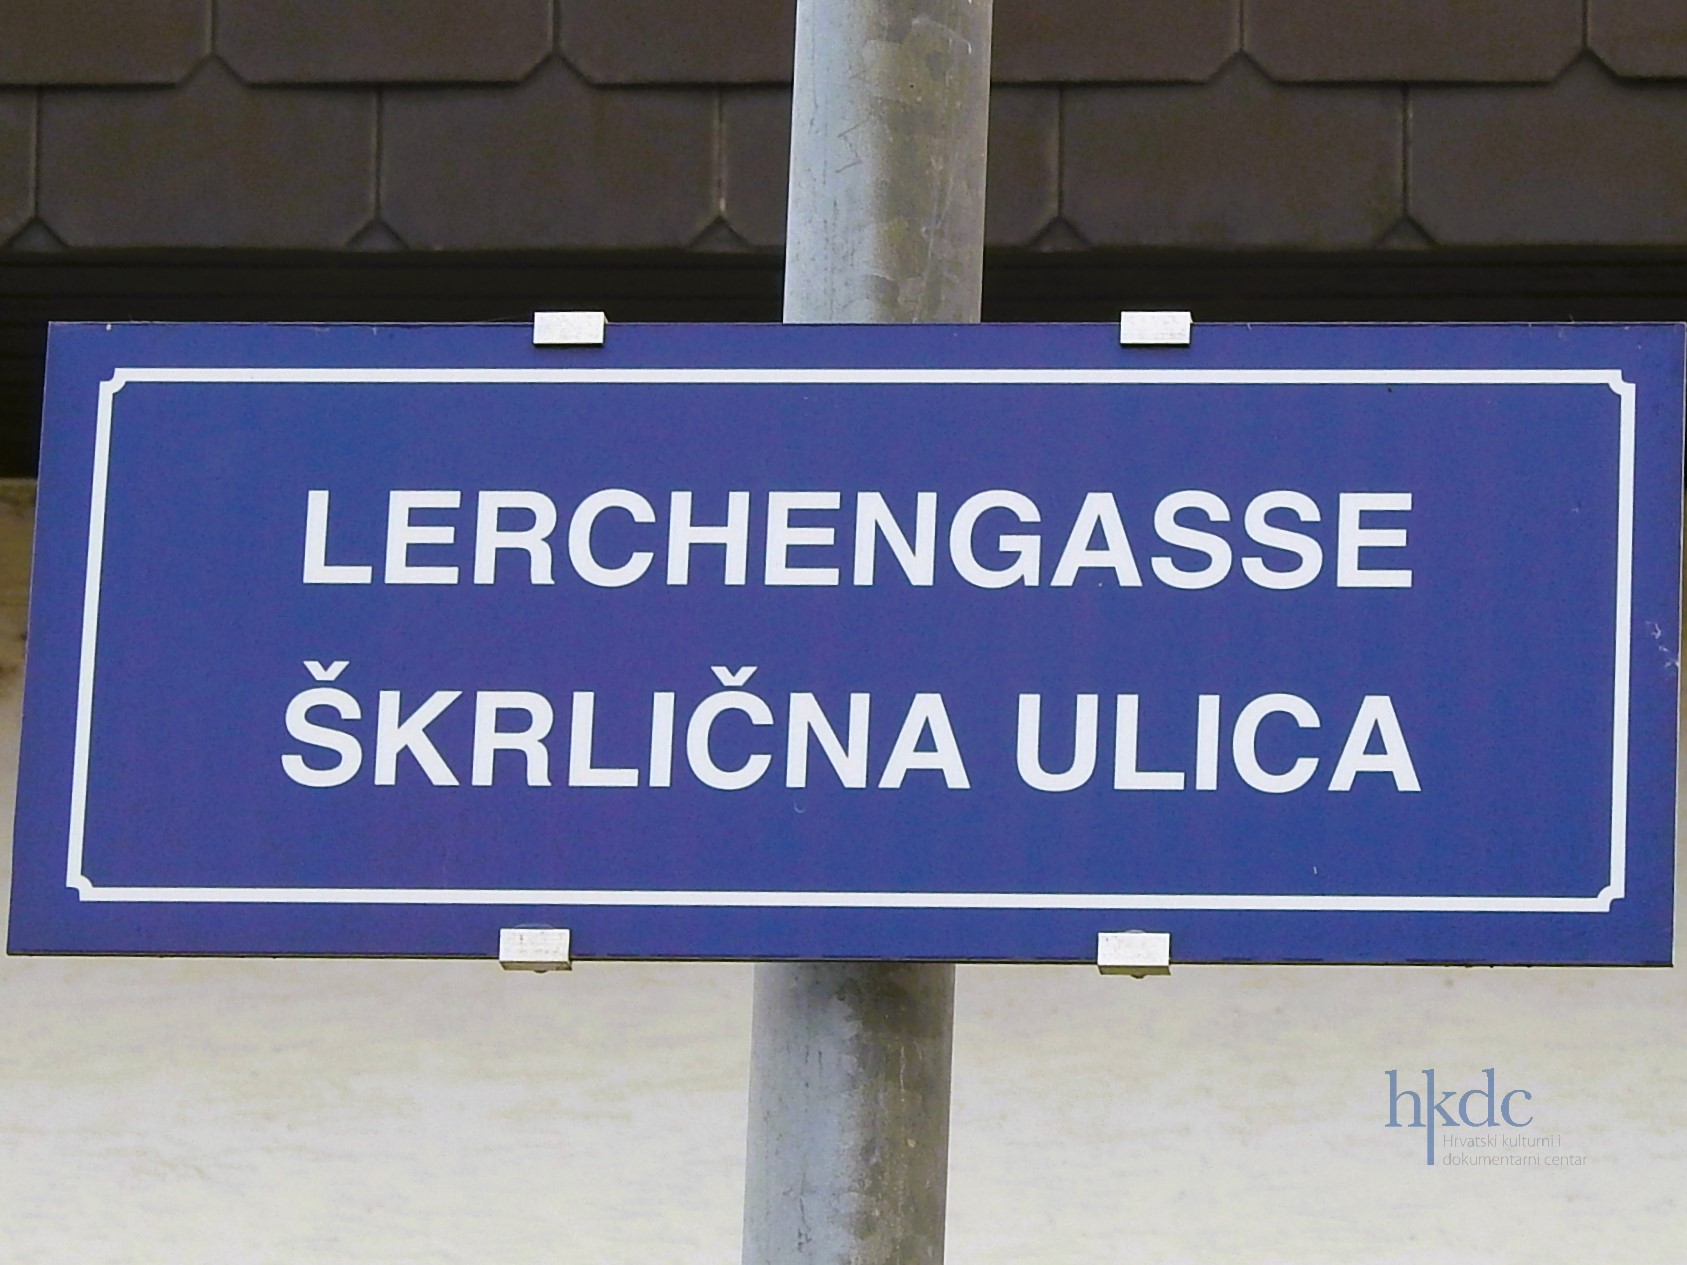 LERCHENGASSE
ŠKRLIČNA ULICA
hkdc
Hrvatski kulturni i
dokumentarni centar